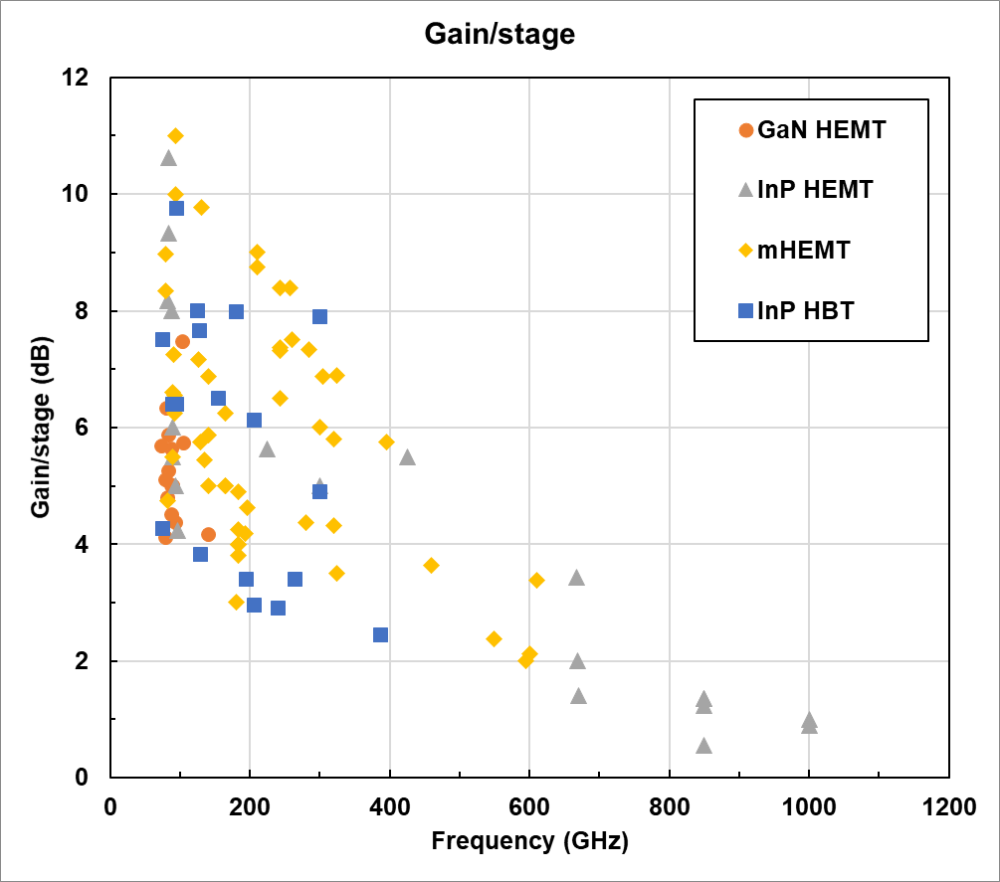 Gain/stage
12
10
8
6
4
2
0
0 200 400 600 800 1000 1200
Gain/stage (dB)
Frequency (GHz)
GaN HEMT
InP HEMT
mHEMT
InP HBT